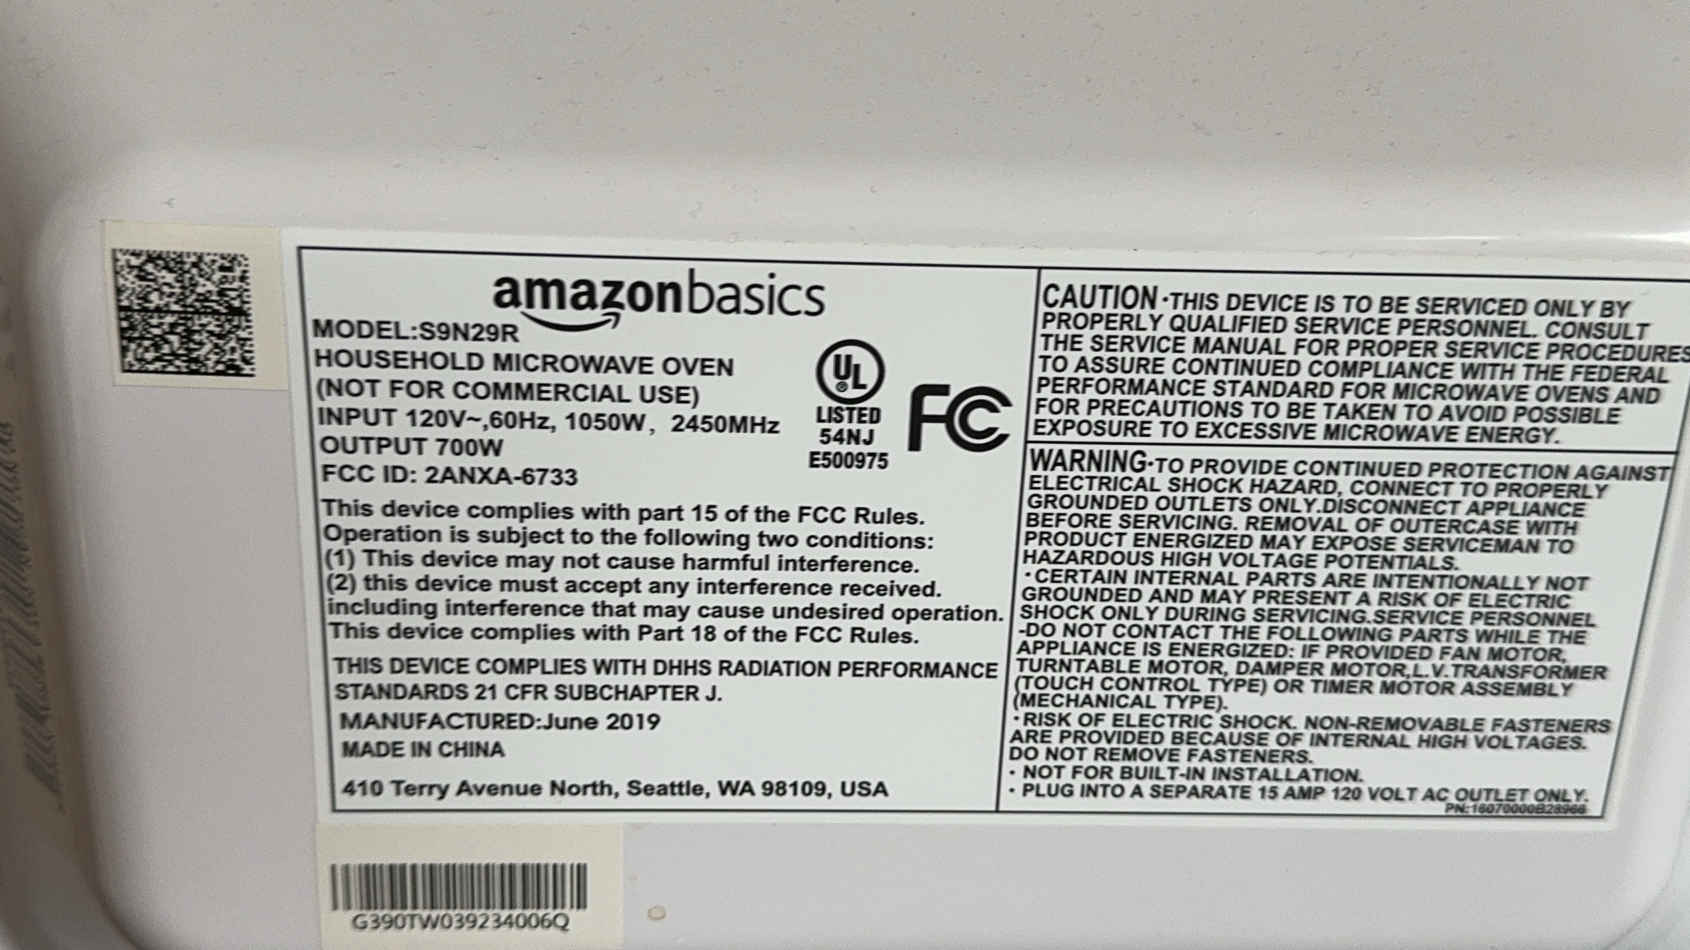 amazonbasics
MODEL:S9N29R
HOUSEHOLD MICROWAVE OVEN
(NOT FOR COMMERCIAL USE)
INPUT 120V~,60Hz, 1050W, 2450MHz
OUTPUT 700W
FCC ID: 2ANXA-6733
UL
LISTED
54NJ
E500975
FC
This device complies with part 15 of the FCC Rules.
Operation is subject to the following two conditions:
(1) This device may not cause harmful interference.
(2) this device must accept any interference received.
including interference that may cause undesired operation.
This device complies with Part 18 of the FCC Rules.
THIS DEVICE COMPLIES WITH DHHS RADIATION PERFORMANCE
STANDARDS 21 CFR SUBCHAPTER J.
MANUFACTURED:June 2019
MADE IN CHINA
410 Terry Avenue North, Seattle, WA 98109, USA
CAUTION·THIS DEVICE IS TO BE SERVICED ONLY BY
PROPERLY QUALIFIED SERVICE PERSONNEL. CONSULT
THE SERVICE MANUAL FOR PROPER SERVICE PROCEDURES
TO ASSURE CONTINUED COMPLIANCE WITH THE FEDERAL
PERFORMANCE STANDARD FOR MICROWAVE OVENS AND
FOR PRECAUTIONS TO BE TAKEN TO AVOID POSSIBLE
EXPOSURE TO EXCESSIVE MICROWAVE ENERGY.
WARNING·TO PROVIDE CONTINUED PROTECTION AGAINST
ELECTRICAL SHOCK HAZARD, CONNECT TO PROPERLY
GROUNDED OUTLETS ONLY.DISCONNECT APPLIANCE
BEFORE SERVICING. REMOVAL OF OUTERCASE WITH
PRODUCT ENERGIZED MAY EXPOSE SERVICEMAN TO
HAZARDOUS HIGH VOLTAGE POTENTIALS.
·CERTAIN INTERNAL PARTS ARE INTENTIONALLY NOT
GROUNDED AND MAY PRESENT A RISK OF ELECTRIC
SHOCK ONLY DURING SERVICING.SERVICE PERSONNEL
-DO NOT CONTACT THE FOLLOWING PARTS WHILE THE
APPLIANCE IS ENERGIZED: IF PROVIDED FAN MOTOR,
TURNTABLE MOTOR, DAMPER MOTOR,L.V.TRANSFORMER
(TOUCH CONTROL TYPE) OR TIMER MOTOR ASSEMBLY
(MECHANICAL TYPE).
·RISK OF ELECTRIC SHOCK. NON-REMOVABLE FASTENERS
ARE PROVIDED BECAUSE OF INTERNAL HIGH VOLTAGES.
DO NOT REMOVE FASTENERS.
· NOT FOR BUILT-IN INSTALLATION.
· PLUG INTO A SEPARATE 15 AMP 120 VOLT AC OUTLET ONLY.
PN:16070000B28966
G390TW039234006Q